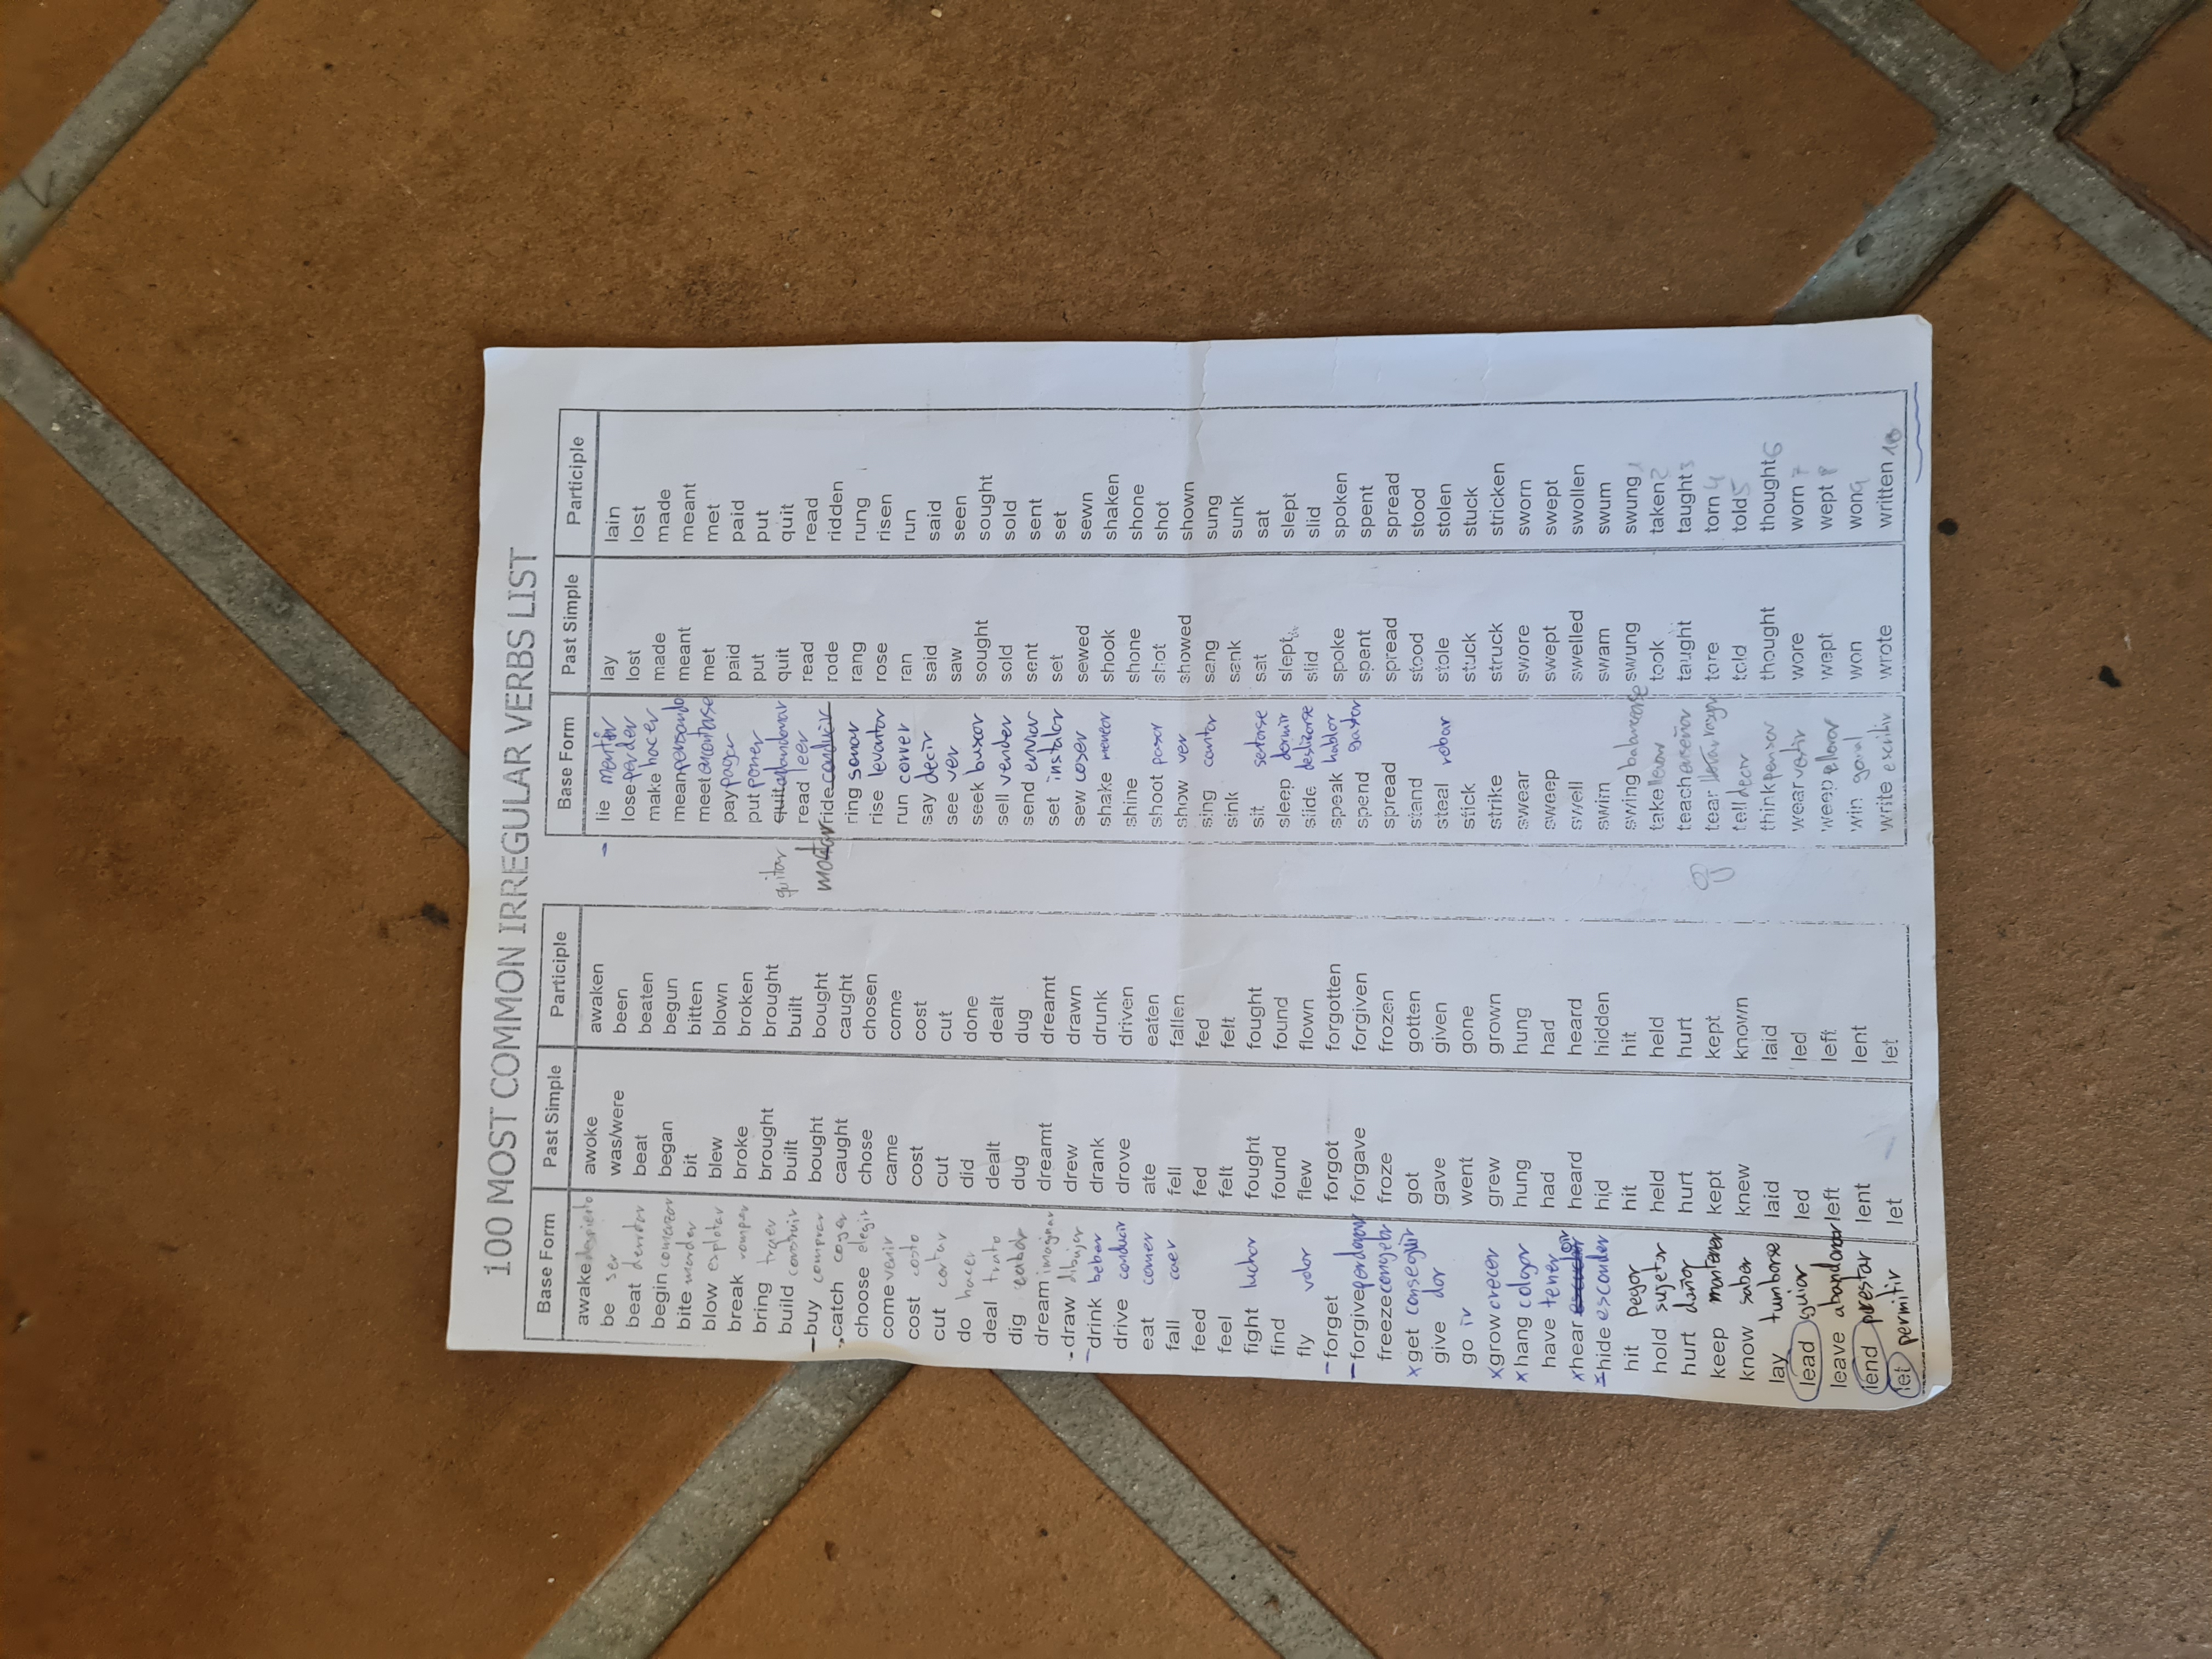 100 MOST COMMON IRREGULAR VERBS LIST
Base Form Past Simple Participle
awake despierto awoke awaken
be ser was/were been
beat derrotar beat beaten
begin comenzar began begun
bite morder bit bitten
blow explotar blew blown
break romper broke broken
bring traer brought brought
build construir built built
– buy comprar bought bought
- catch coger caught caught
choose elegir chose chosen
come venir came come
cost costo cost cost
cut cortar cut cut
do hacer did done
deal trato dealt dealt
dig cabar dug dug
dream imaginar dreamt dreamt
- draw dibujar drew drawn
– drink beber drank drunk
drive conducir drove driven
eat comer ate eaten
fall caer fell fallen
feed fed fed
feel felt felt
fight luchar fought fought
find found found
fly volar flew flown
– forget forgot forgotten
– forgive perdonar forgave forgiven
freeze froze frozen
x get conseguir got gotten
give dar gave given
go ir went gone
x grow crecer grew grown
x hang colgar hung hung
have tener had had
x hear escuchar oir heard heard
x hide esconder hid hidden
hit pegar hit hit
hold sujetar held held
hurt dañar hurt hurt
keep mantener kept kept
know saber knew known
lay tumbarse laid laid
lead guiar led led
leave abandonar left left
lend prestar lent lent
let permitir let let
Base Form Past Simple Participle
– lie mentir lay lain
lose perder lost lost
make hacer made made
mean pensando meant meant
meet encontrarse met met
pay pagar paid paid
put poner put put
quitar quit abandonar quit quit
read leer read read
montar ride conducir rode ridden
ring sonar rang rung
rise levantar rose risen
run correr ran run
say decir said said
see ver saw seen
seek buscar sought sought
sell vender sold sold
send enviar sent sent
set instalar set set
sew coser sewed sewn
shake menear shook shaken
shine shone shone
shoot pasar shot shot
show ver showed shown
sing cantar sang sung
sink sank sunk
sit sentarse sat sat
sleep dormir slept slept
slide deslizarse slid slid
speak hablar spoke spoken
spend gastar spent spent
spread spread spread
stand stood stood
steal robar stole stolen
stick stuck stuck
strike struck stricken
swear swore sworn
sweep swept swept
swell swelled swollen
swim swam swum
swing balancearse swung swung 1
take llevar took taken 2
teach enseñar taught taught 3
tear llorar rasgar tore torn 4
tell decir told told 5
think pensar thought thought 6
wear vestir wore worn 7
weep wept wept 8
win won won 9
write escribir wrote written 10